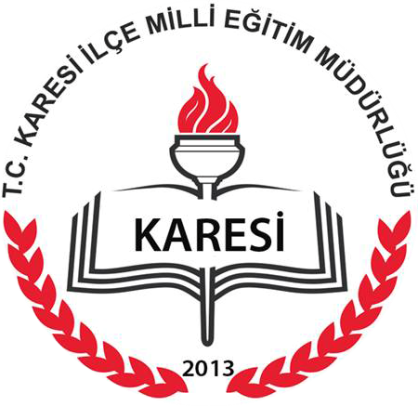 T.C. KARESİ İLÇE MİLLİ EĞİTİM MÜDÜRLÜĞÜ
KARESİ
2013